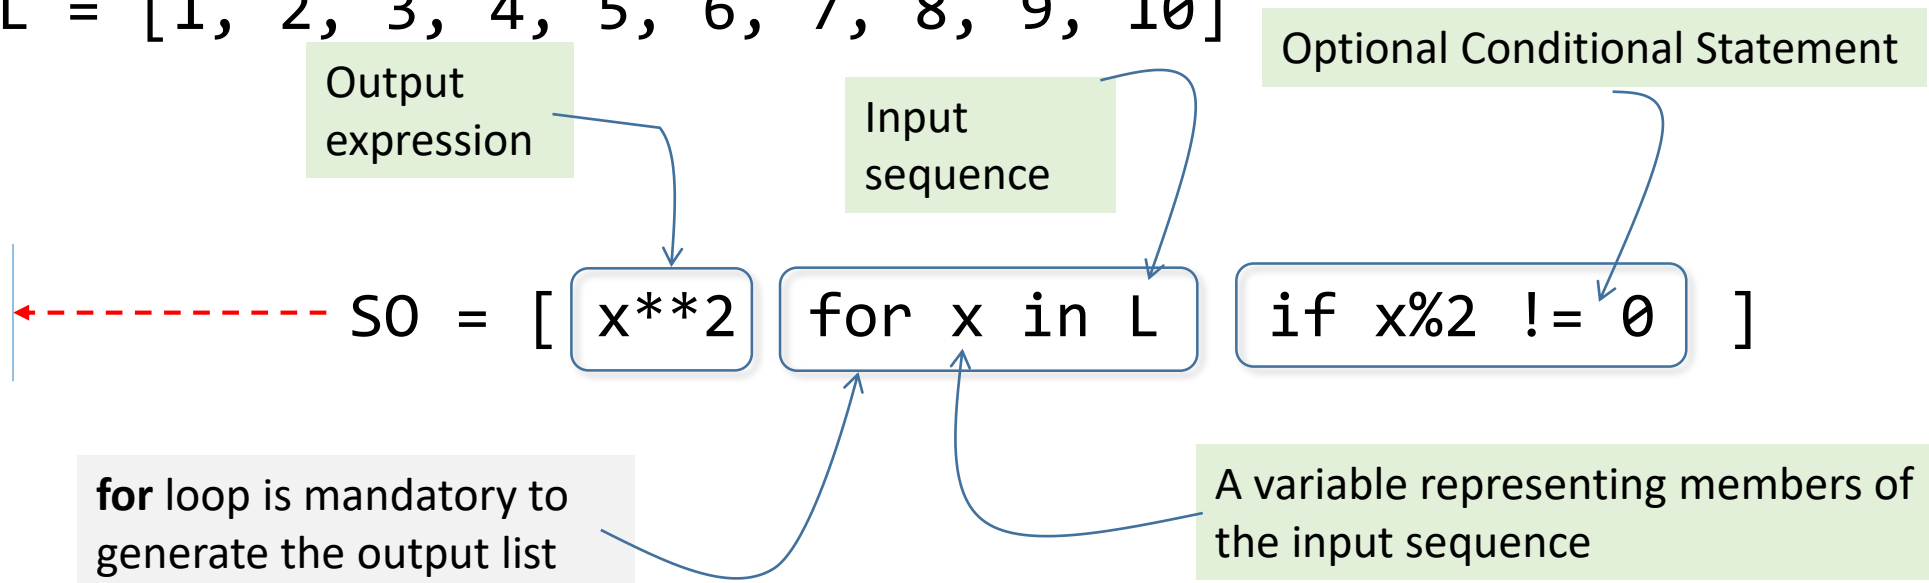 L = [1, 2, 3, 4, 5, 6, 7, 8, 9, 10]
Optional Conditional Statement
Output
expression
Input
sequence
SO = [ x**2 for x in L if x%2 != 0 ]
for loop is mandatory to
generate the output list
A variable representing members of
the input sequence